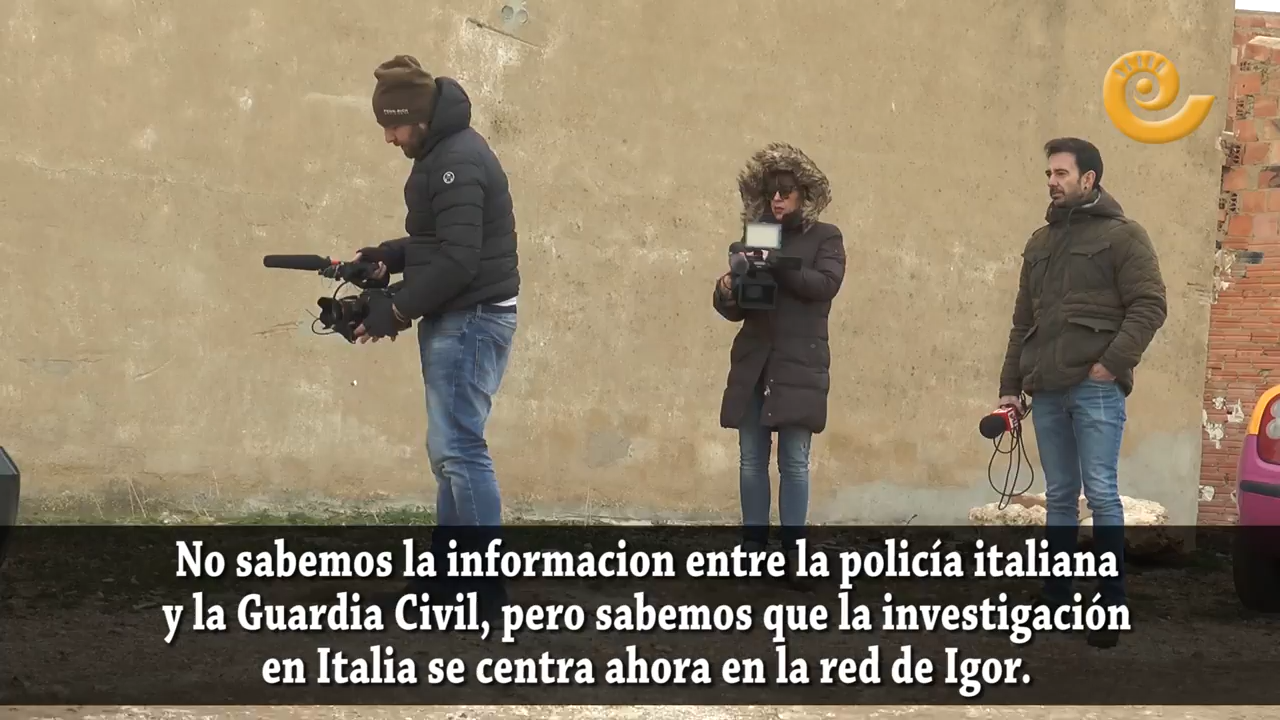 No sabemos la informacion entre la policía italiana
y la Guardia Civil, pero sabemos que la investigación
en Italia se centra ahora en la red de Igor.